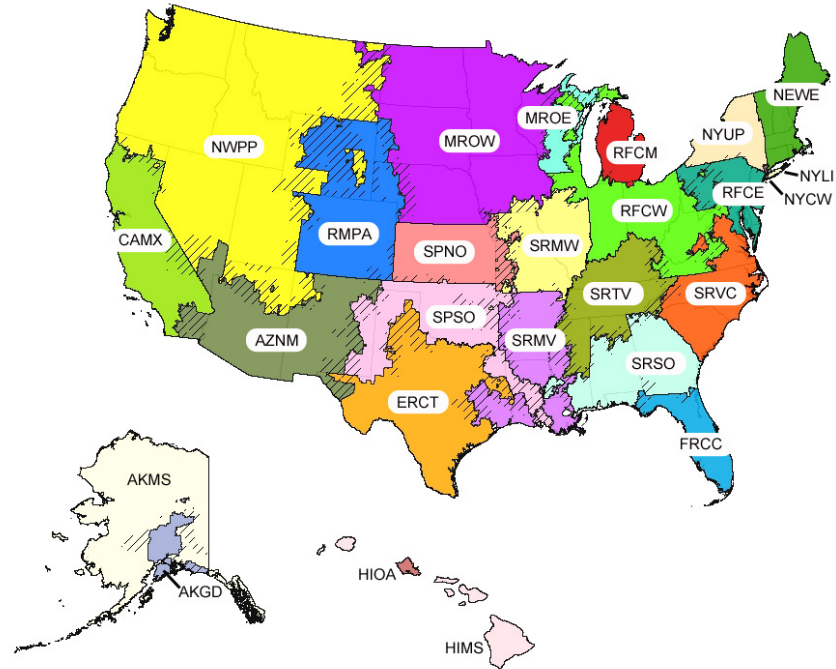 NEWE
MROE
NYUP
NWPP
MROW
RFCM
NYLI
RFCE
NYCW
RFCW
CAMX
RMPA
SRMW
SPNO
SRTV
SRVC
SPSO
AZNM
SRMV
SRSO
ERCT
FRCC
AKMS
HIOA
AKGD
HIMS